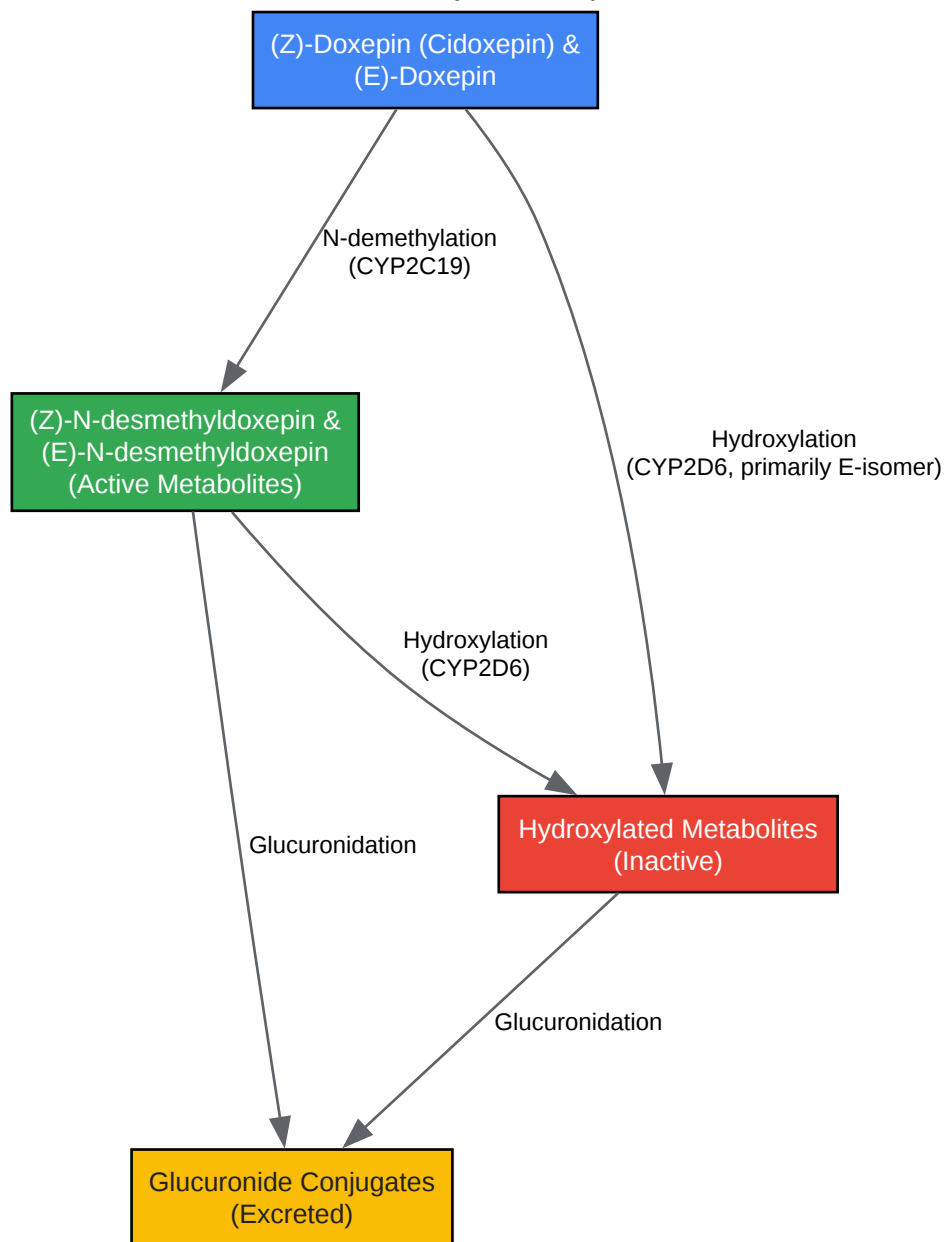 (Z)-Doxepin (Cidoxepin) &
(E)-Doxepin
N-demethylation
(CYP2C19)
(Z)-N-desmethyldoxepin &
(E)-N-desmethyldoxepin
(Active Metabolites)
Hydroxylation
(CYP2D6, primarily E-isomer)
Hydroxylation
(CYP2D6)
Hydroxylated Metabolites
(Inactive)
Glucuronidation
Glucuronidation
Glucuronide Conjugates
(Excreted)